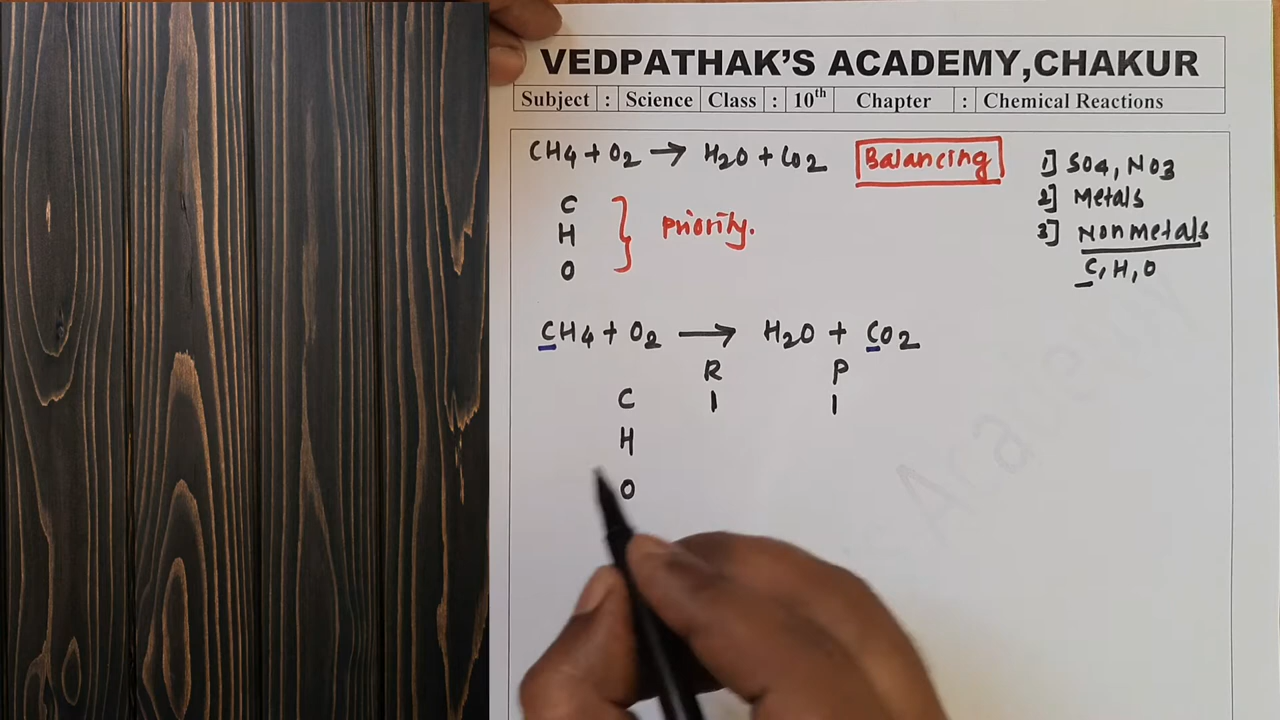 VEDPATHAK'S ACADEMY,CHAKUR
Subject : Science Class : 10th Chapter : Chemical Reactions
CH4 + O2 → H2O + CO2 Balancing
1] SO4, NO3
2] Metals
3] Nonmetals
C, H, O
C
H
O
Priority.
CH4 + O2 → H2O + CO2
R P
C 1 1
H
O
Academy